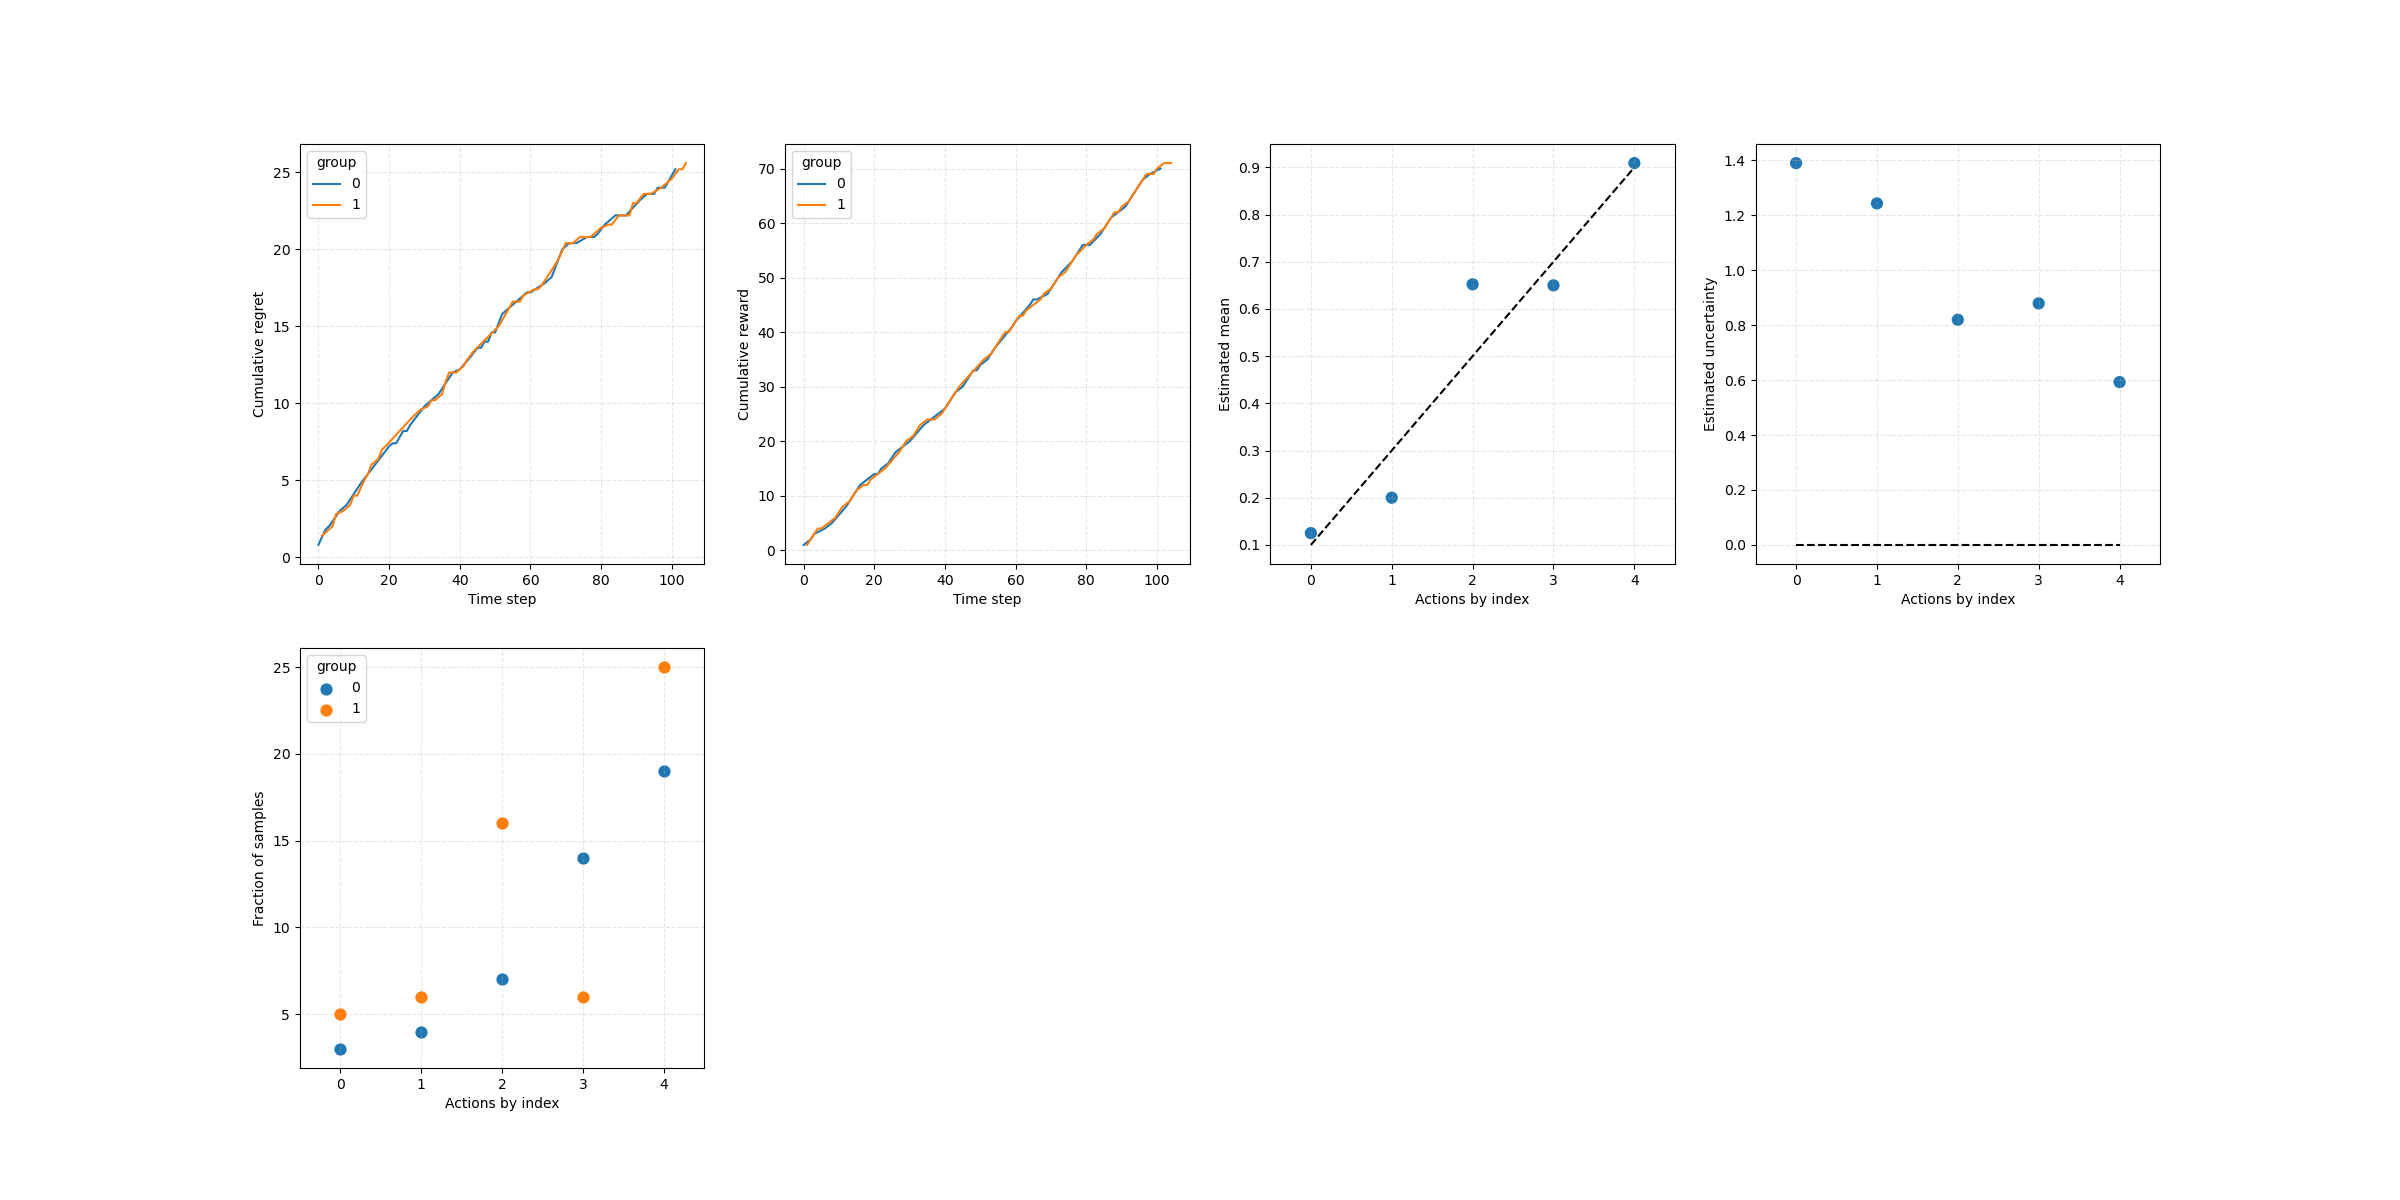 group
0
1
25
20
15
10
5
0
Cumulative regret
0 20 40 60 80 100
Time step
group
0
1
70
60
50
40
30
20
10
0
Cumulative reward
0 20 40 60 80 100
Time step
0.9
0.8
0.7
0.6
0.5
0.4
0.3
0.2
0.1
Estimated mean
0 1 2 3 4
Actions by index
1.4
1.2
1.0
0.8
0.6
0.4
0.2
0.0
Estimated uncertainty
0 1 2 3 4
Actions by index
group
0
1
25
20
15
10
5
Fraction of samples
0 1 2 3 4
Actions by index